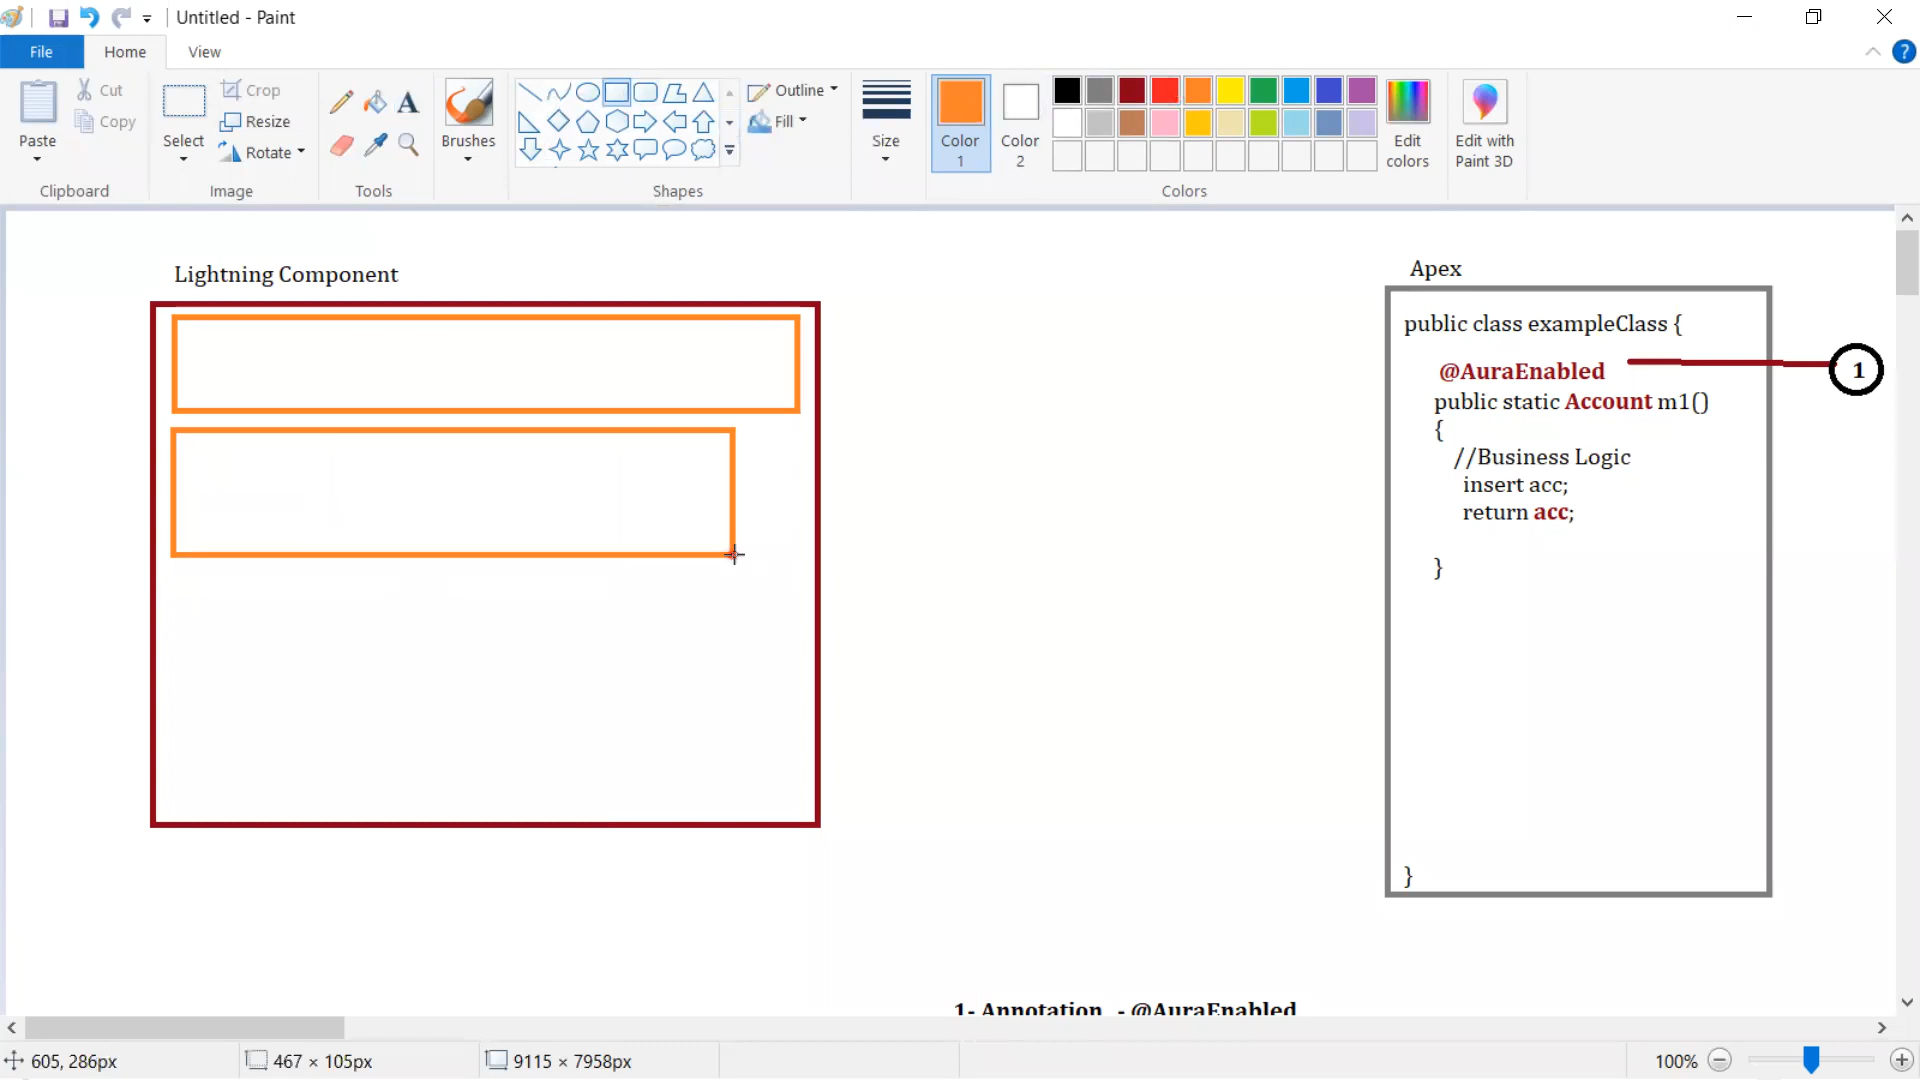 Untitled - Paint
File Home View
Paste
Cut
Copy
Clipboard
Select
Crop
Resize
Rotate
Image
A
Tools
Brushes
Outline
Fill
Shapes
Size
Color
1
Color
2
Colors
Edit
colors
Edit with
Paint 3D
?
Lightning Component
Apex
public class exampleClass {
@AuraEnabled
1
public static Account m1()
{
//Business Logic
insert acc;
return acc;
}
}
1- Annotation - @AuraEnabled
605, 286px
467 × 105px
9115 × 7958px
100%